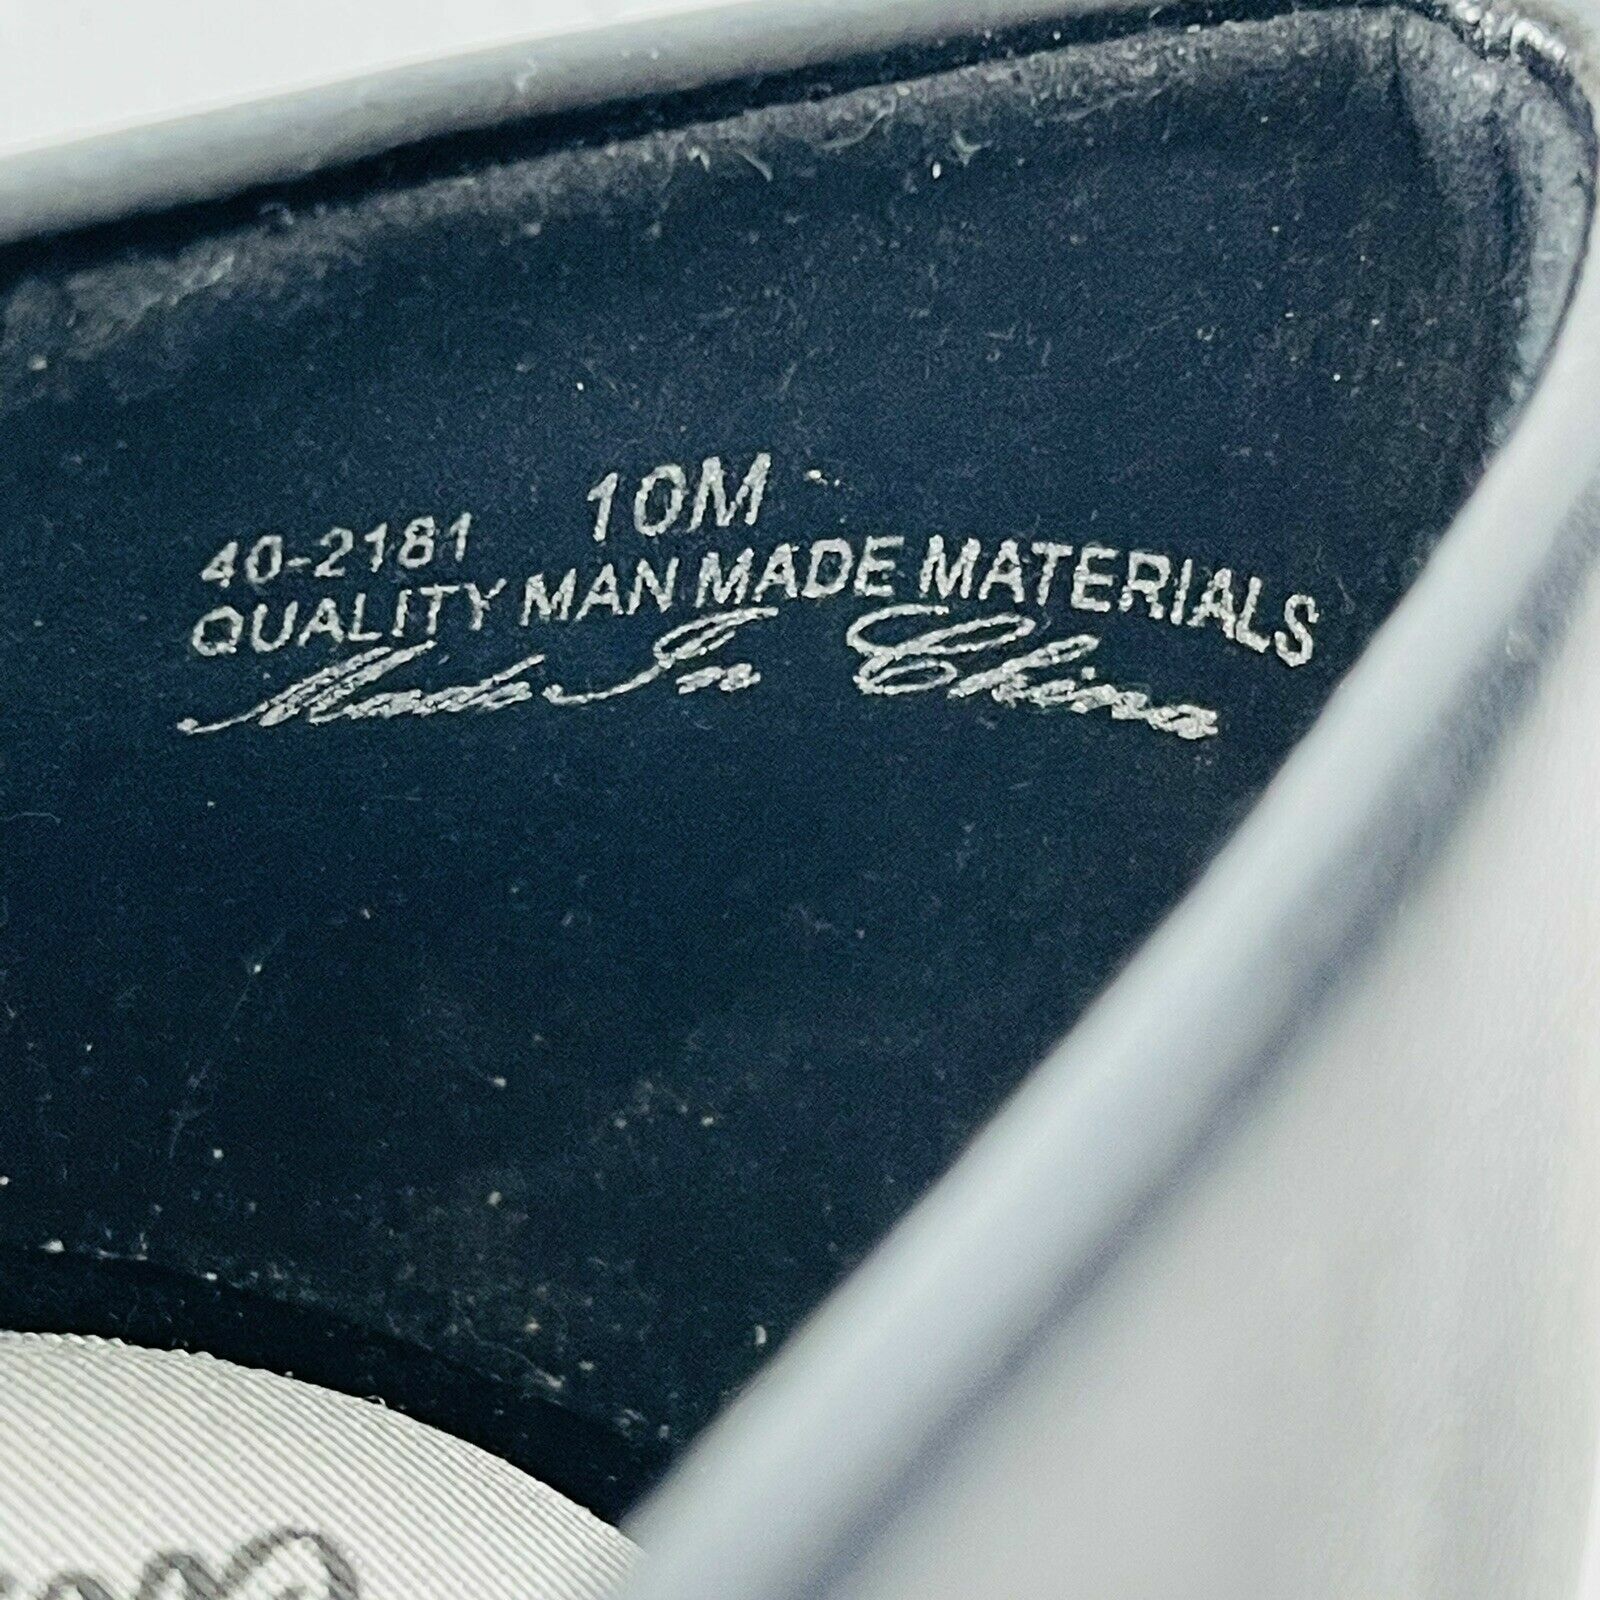 40-2181 10M
QUALITY MAN MADE MATERIALS
Made In China